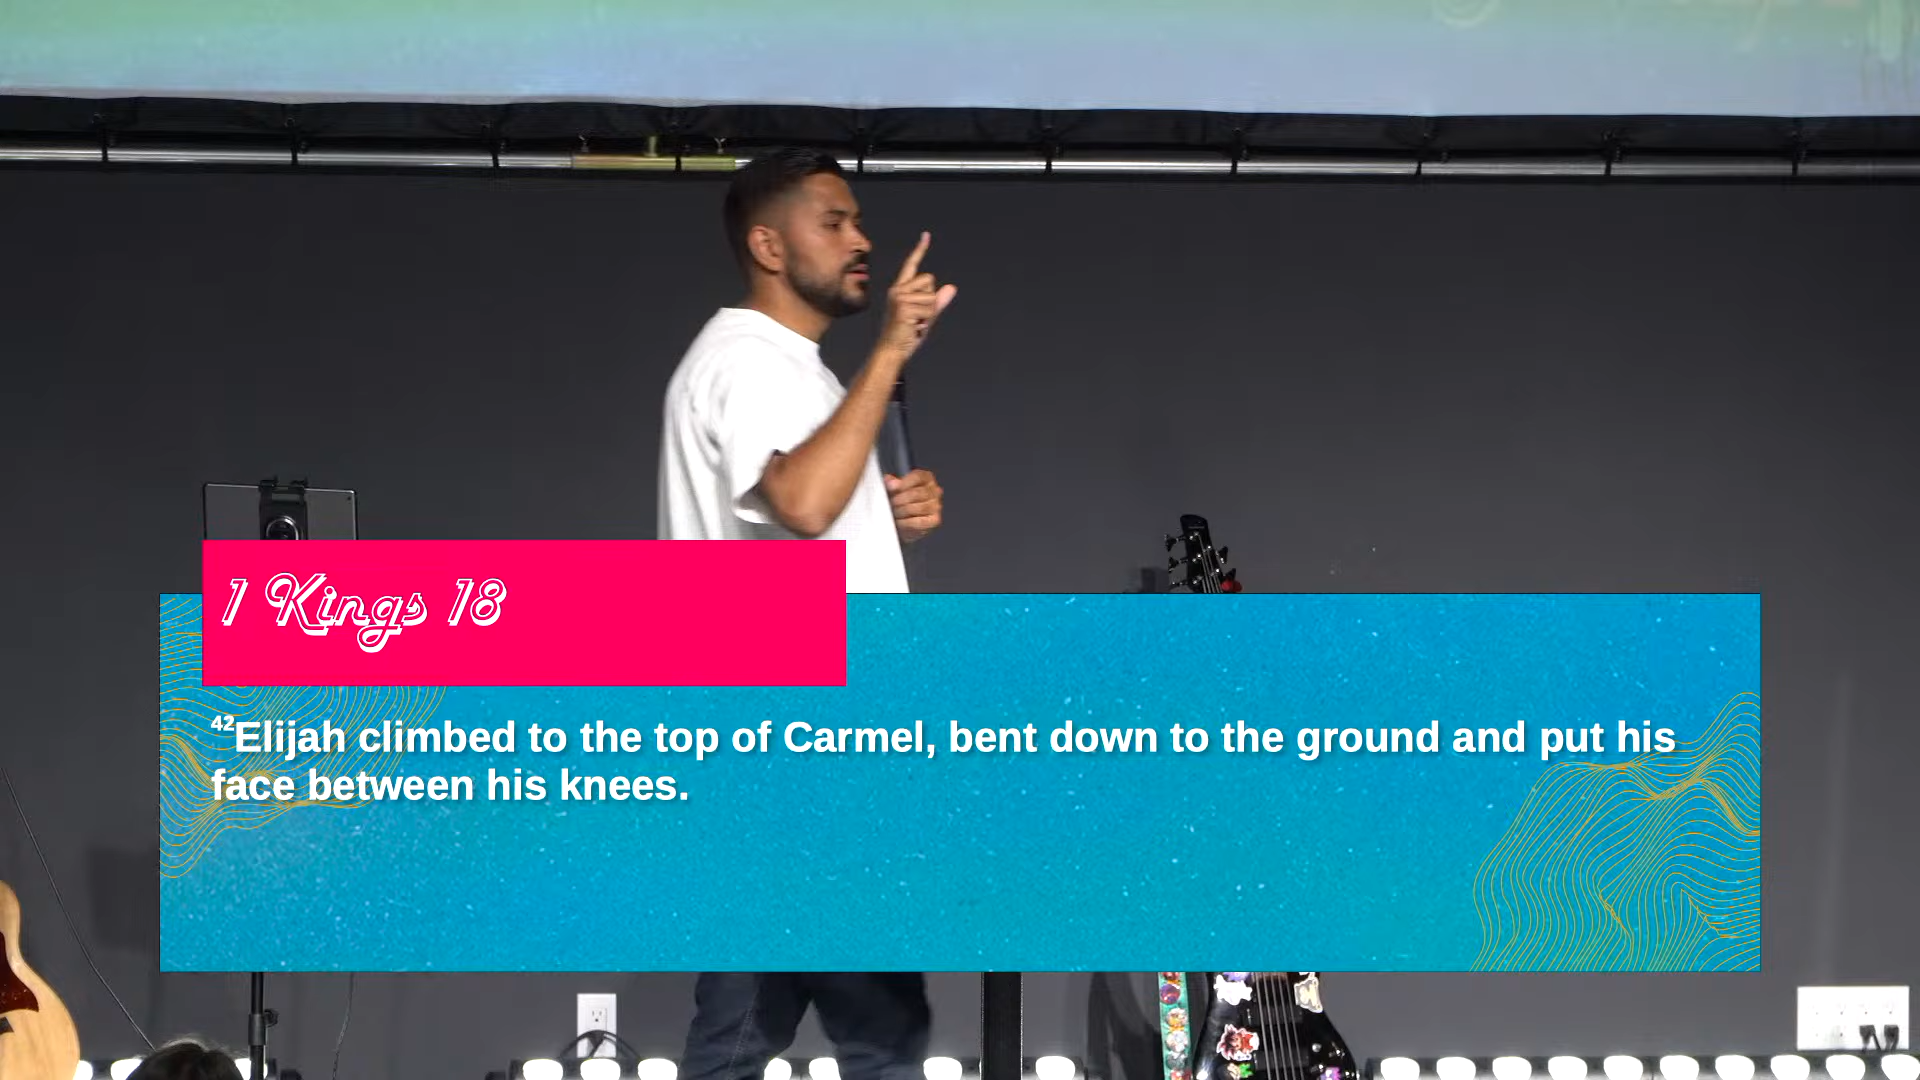 1 Kings 18
42Elijah climbed to the top of Carmel, bent down to the ground and put his
face between his knees.